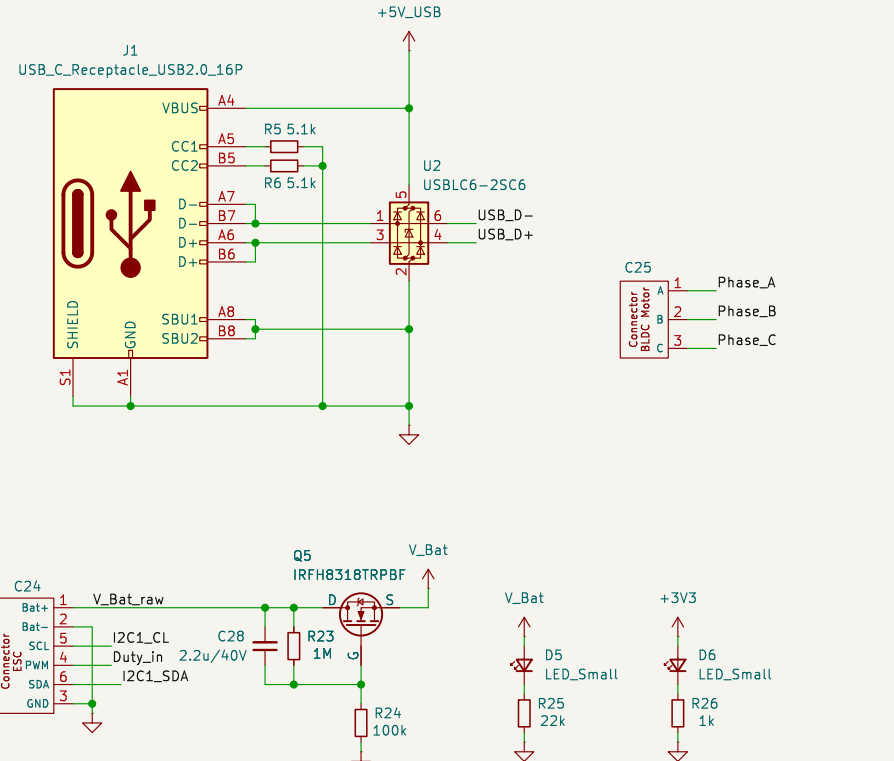 +5V_USB
J1
USB_C_Receptacle_USB2.0_16P
VBUS A4
CC1 A5
CC2 B5
R5 5.1k
R6 5.1k
D- A7
D- B7
D+ A6
D+ B6
SBU1 A8
SBU2 B8
SHIELD
GND
S1
A1
U2
USBLC6-2SC6
5
1
6
3
4
2
USB_D-
USB_D+
C25
Connector
BLDC Motor
A 1 Phase_A
B 2 Phase_B
C 3 Phase_C
C24
Connector
ESC
Bat+ 1 V_Bat_raw
Bat- 2
SCL 5 I2C1_CL
PWM 4 Duty_in
SDA 6 I2C1_SDA
GND 3
Q5
IRFH8318TRPBF
D
S
G
V_Bat
C28
2.2u/40V
R23
1M
R24
100k
V_Bat
D5
LED_Small
R25
22k
+3V3
D6
LED_Small
R26
1k